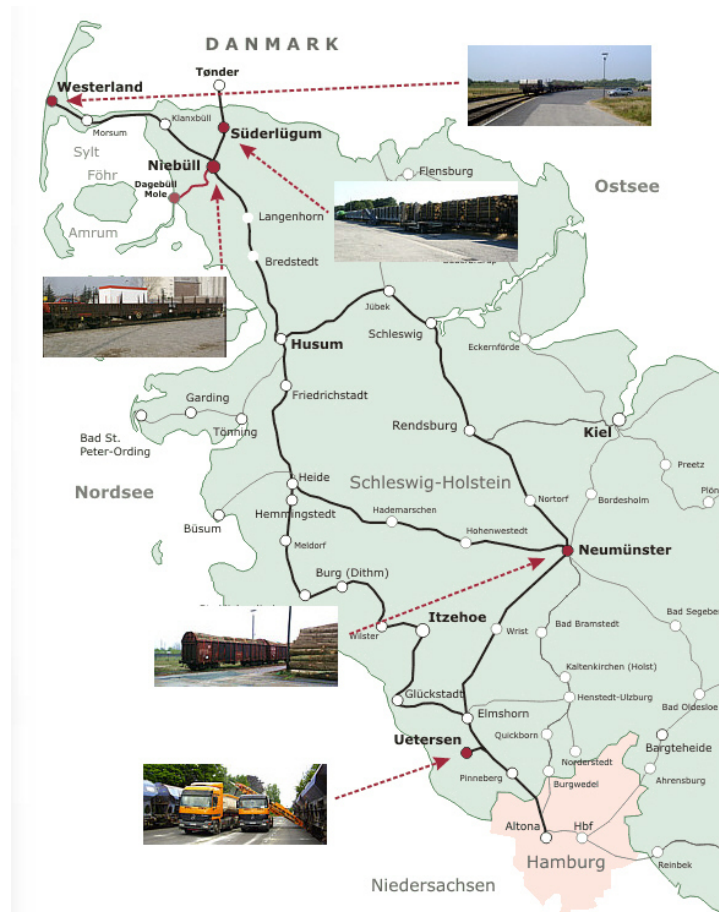 DANMARK
Tønder
Westerland
Klanxbüll
Morsum
Süderlügum
Sylt
Niebüll
Föhr
Flensburg
Dagebüll
Mole
Ostsee
Langenhorn
Amrum
Bredstedt
Jübek
Schleswig
Husum
Eckernförde
Friedrichstadt
Garding
Tönning
Bad St.
Peter-Ording
Rendsburg
Kiel
Preetz
Heide
Schleswig-Holstein
Nordsee
Plön
Nortorf
Bordesholm
Hemmingstedt
Hademarschen
Büsum
Hohenwestedt
Meldorf
Neumünster
Burg (Dithm)
Itzehoe
Wilster
Wrist
Bad Bramstedt
Bad Segebe
Kaltenkirchen (Holst)
Glückstadt
Henstedt-Ulzburg
Bad Oldesloe
Elmshorn
Quickborn
Uetersen
Bargteheide
Norderstedt
Pinneberg
Burgwedel
Ahrensburg
Altona
Hbf
Hamburg
Reinbek
Niedersachsen